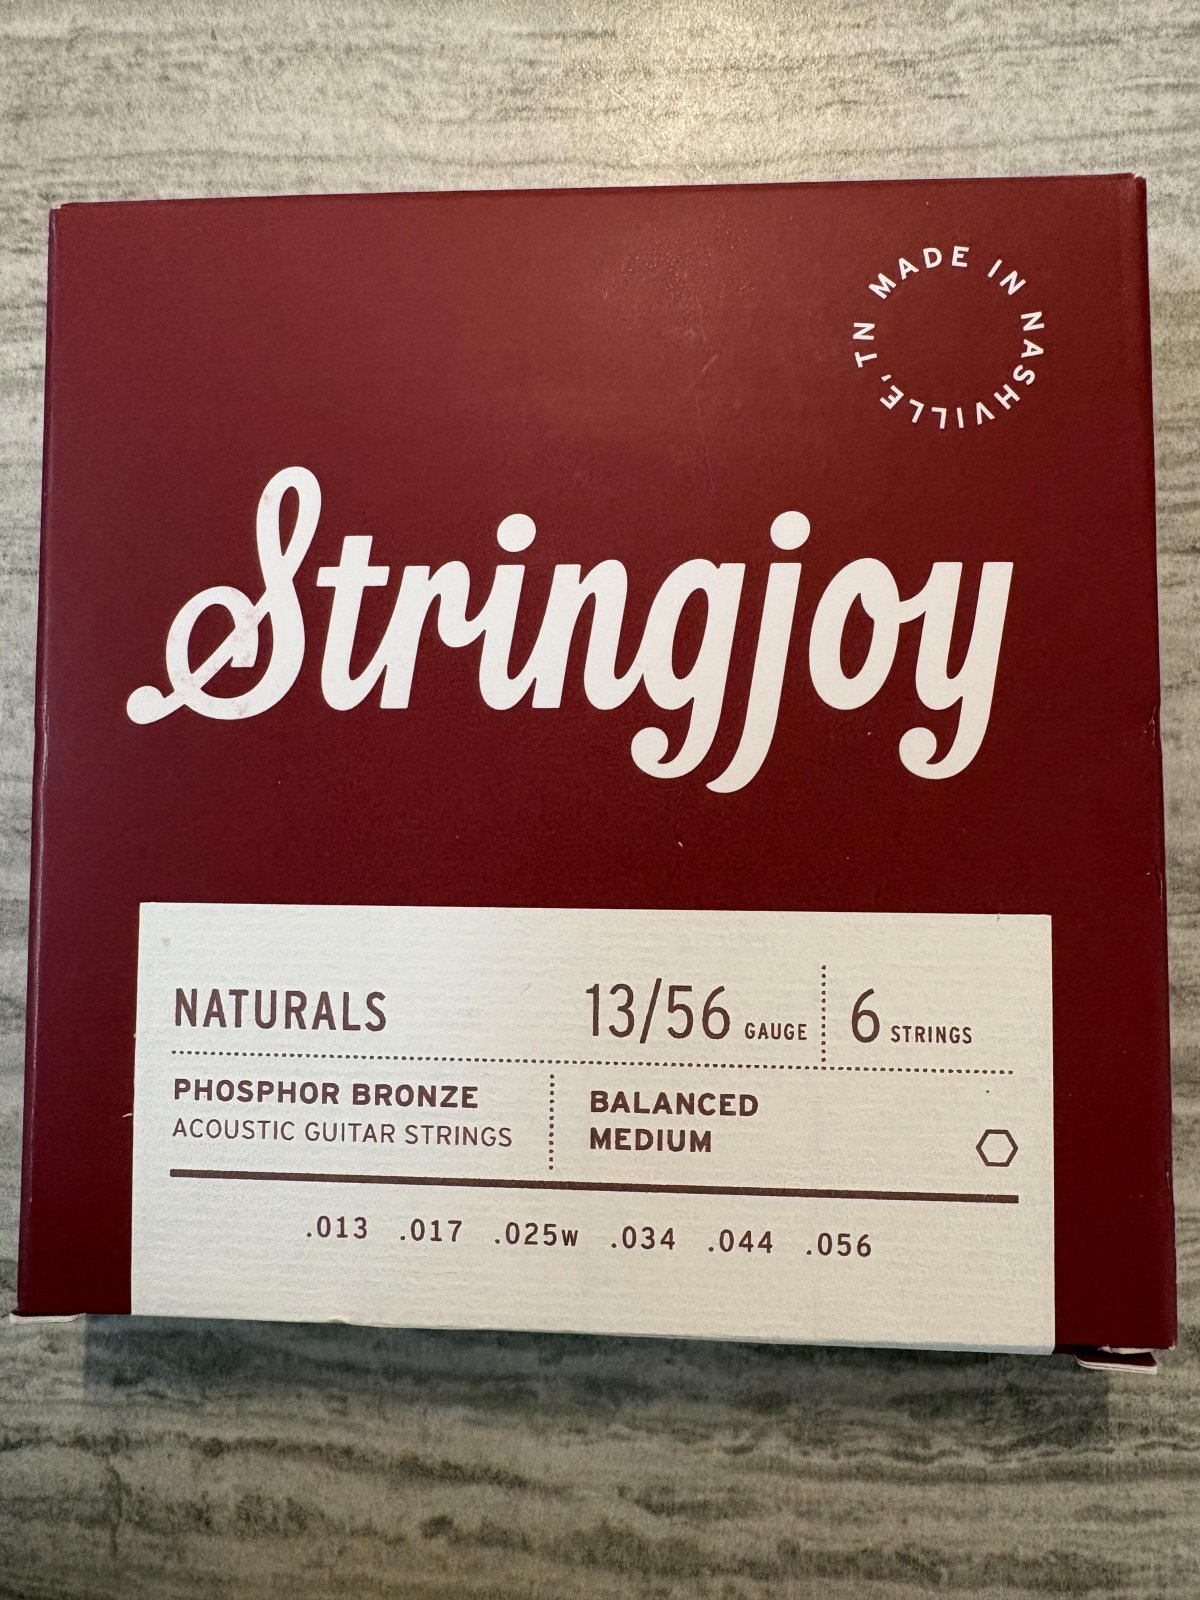 MADE IN NASHVILLE, TN
Stringjoy
NATURALS
13/56 GAUGE
6 STRINGS
PHOSPHOR BRONZE
ACOUSTIC GUITAR STRINGS
BALANCED
MEDIUM
.013 .017 .025w .034 .044 .056